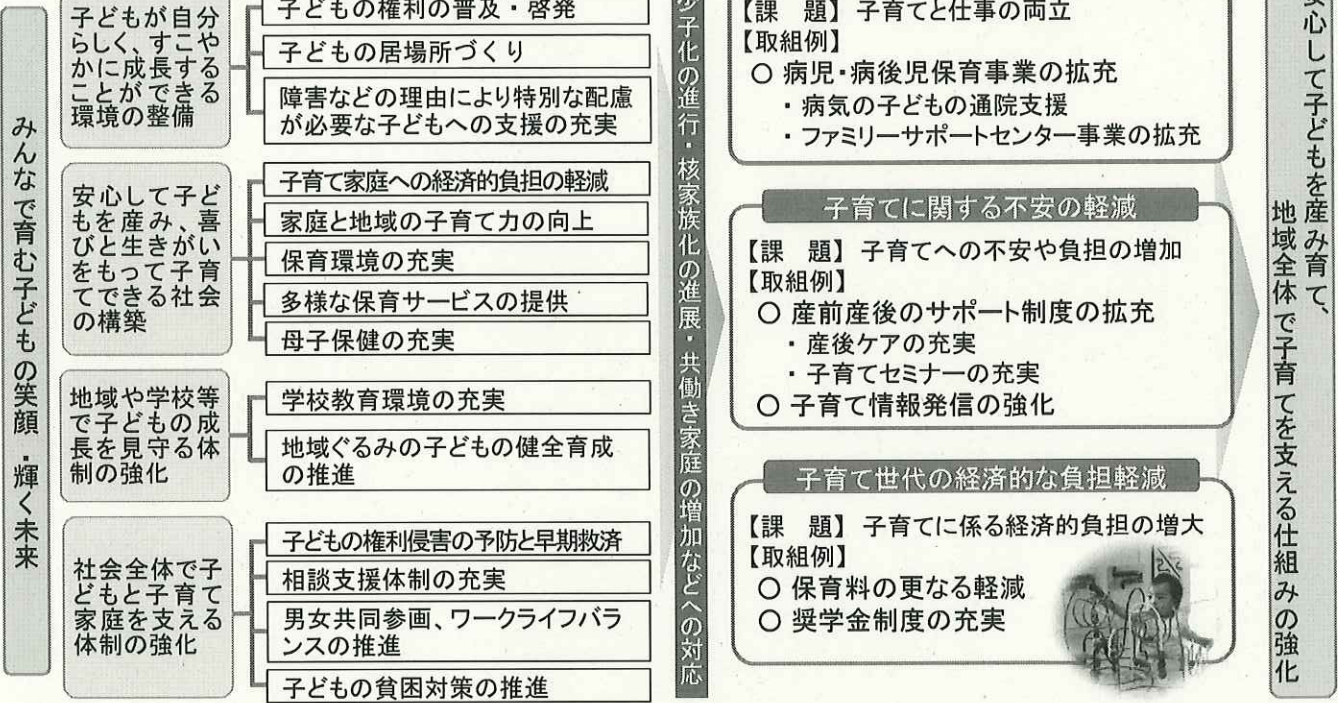 みんなで育む子どもの笑顔・輝く未来
子どもが自分
らしく、すこや
かに成長する
ことができる
環境の整備
子どもの権利の普及・啓発
子どもの居場所づくり
障害などの理由により特別な配慮
が必要な子どもへの支援の充実
安心して子ど
もを産み、喜
びと生きがい
をもって子育
てできる社会
の構築
子育て家庭への経済的負担の軽減
家庭と地域の子育て力の向上
保育環境の充実
多様な保育サービスの提供
母子保健の充実
地域や学校等
で子どもの成
長を見守る体
制の強化
学校教育環境の充実
地域ぐるみの子どもの健全育成
の推進
社会全体で子
どもと子育て
家庭を支える
体制の強化
子どもの権利侵害の予防と早期救済
相談支援体制の充実
男女共同参画、ワークライフバラ
ンスの推進
子どもの貧困対策の推進
少子化の進行・核家族化の進展・共働き家庭の増加などへの対応
【課　題】 子育てと仕事の両立
【取組例】
○ 病児・病後児保育事業の拡充
・病気の子どもの通院支援
・ファミリーサポートセンター事業の拡充
子育てに関する不安の軽減
【課　題】 子育てへの不安や負担の増加
【取組例】
○ 産前産後のサポート制度の拡充
・産後ケアの充実
・子育てセミナーの充実
○ 子育て情報発信の強化
子育て世代の経済的な負担軽減
【課　題】 子育てに係る経済的負担の増大
【取組例】
○ 保育料の更なる軽減
○ 奨学金制度の充実
安心して子どもを産み育て、
地域全体で子育てを支える仕組みの強化